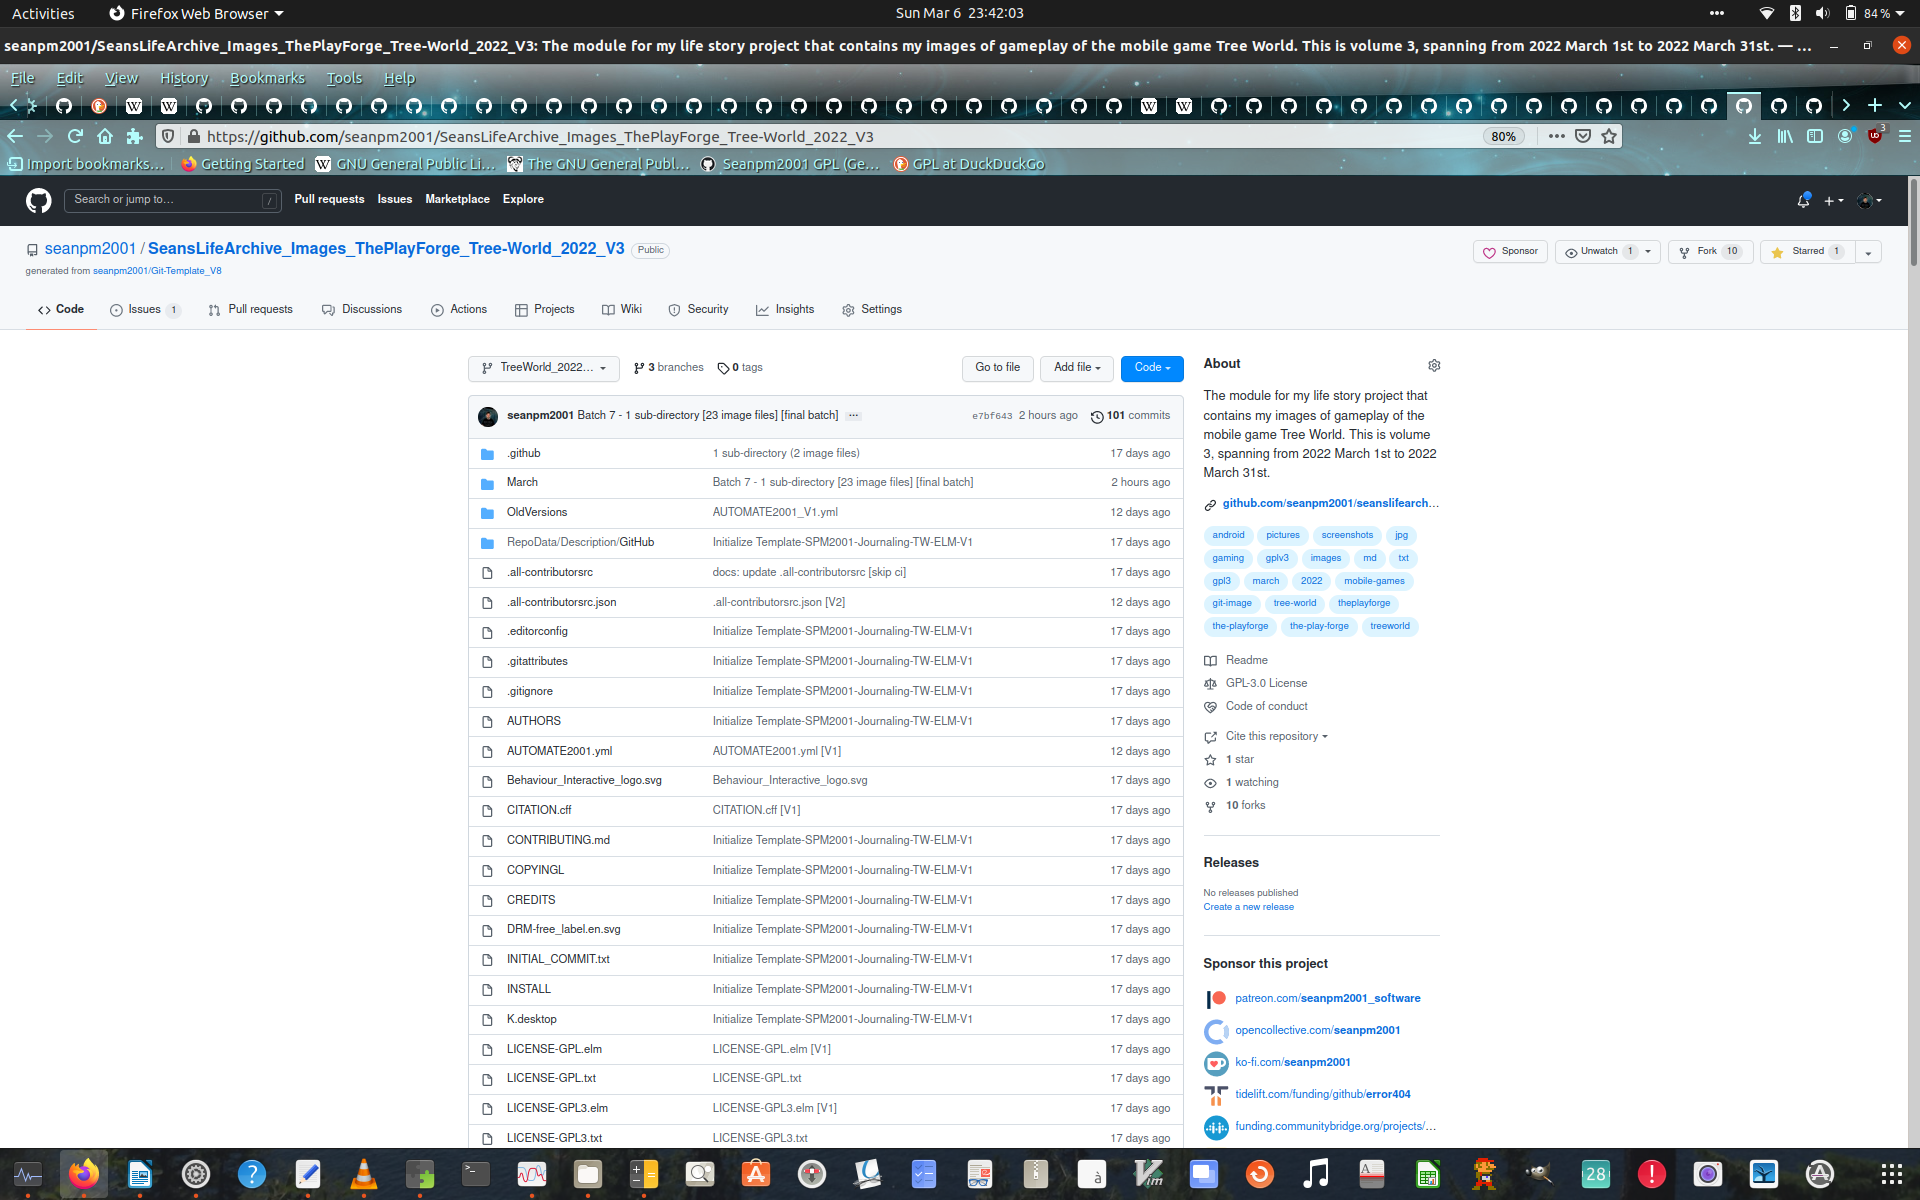 Activities
Firefox Web Browser
Sun Mar 6 23:42:03
84 %
seanpm2001/SeansLifeArchive_Images_ThePlayForge_Tree-World_2022_V3: The module for my life story project that contains my images of gameplay of the mobile game Tree World. This is volume 3, spanning from 2022 March 1st to 2022 March 31st. — ...
File Edit View History Bookmarks Tools Help
https://github.com/seanpm2001/SeansLifeArchive_Images_ThePlayForge_Tree-World_2022_V3
80%
3
Import bookmarks...
Getting Started
GNU General Public Li...
The GNU General Publ...
Seanpm2001 GPL (Ge...
GPL at DuckDuckGo
Search or jump to...
/
Pull requests
Issues
Marketplace
Explore
seanpm2001 / SeansLifeArchive_Images_ThePlayForge_Tree-World_2022_V3
Public
Sponsor
Unwatch 1
Fork 10
Starred 1
generated from seanpm2001/Git-Template_V8
Code
Issues 1
Pull requests
Discussions
Actions
Projects
Wiki
Security
Insights
Settings
TreeWorld_2022...
3 branches
0 tags
Go to file
Add file
Code
seanpm2001 Batch 7 - 1 sub-directory [23 image files] [final batch] ...
e7bf643 2 hours ago
101 commits
.github 1 sub-directory (2 image files) 17 days ago
March Batch 7 - 1 sub-directory [23 image files] [final batch] 2 hours ago
OldVersions AUTOMATE2001_V1.yml 12 days ago
RepoData/Description/GitHub Initialize Template-SPM2001-Journaling-TW-ELM-V1 17 days ago
.all-contributorsrc docs: update .all-contributorsrc [skip ci] 17 days ago
.all-contributorsrc.json .all-contributorsrc.json [V2] 12 days ago
.editorconfig Initialize Template-SPM2001-Journaling-TW-ELM-V1 17 days ago
.gitattributes Initialize Template-SPM2001-Journaling-TW-ELM-V1 17 days ago
.gitignore Initialize Template-SPM2001-Journaling-TW-ELM-V1 17 days ago
AUTHORS Initialize Template-SPM2001-Journaling-TW-ELM-V1 17 days ago
AUTOMATE2001.yml AUTOMATE2001.yml [V1] 12 days ago
Behaviour_Interactive_logo.svg Behaviour_Interactive_logo.svg 17 days ago
CITATION.cff CITATION.cff [V1] 17 days ago
CONTRIBUTING.md Initialize Template-SPM2001-Journaling-TW-ELM-V1 17 days ago
COPYINGL Initialize Template-SPM2001-Journaling-TW-ELM-V1 17 days ago
CREDITS Initialize Template-SPM2001-Journaling-TW-ELM-V1 17 days ago
DRM-free_label.en.svg Initialize Template-SPM2001-Journaling-TW-ELM-V1 17 days ago
INITIAL_COMMIT.txt Initialize Template-SPM2001-Journaling-TW-ELM-V1 17 days ago
INSTALL Initialize Template-SPM2001-Journaling-TW-ELM-V1 17 days ago
K.desktop Initialize Template-SPM2001-Journaling-TW-ELM-V1 17 days ago
LICENSE-GPL.elm LICENSE-GPL.elm [V1] 17 days ago
LICENSE-GPL.txt LICENSE-GPL.txt 17 days ago
LICENSE-GPL3.elm LICENSE-GPL3.elm [V1] 17 days ago
LICENSE-GPL3.txt LICENSE-GPL3.txt 17 days ago
About
The module for my life story project that
contains my images of gameplay of the
mobile game Tree World. This is volume
3, spanning from 2022 March 1st to 2022
March 31st.
github.com/seanpm2001/seanslifearch...
android pictures screenshots jpg
gaming gplv3 images md txt
gpl3 march 2022 mobile-games
git-image tree-world theplayforge
the-playforge the-play-forge treeworld
Readme
GPL-3.0 License
Code of conduct
Cite this repository
1 star
1 watching
10 forks
Releases
No releases published
Create a new release
Sponsor this project
patreon.com/seanpm2001_software
opencollective.com/seanpm2001
ko-fi.com/seanpm2001
tidelift.com/funding/github/error404
funding.communitybridge.org/projects/...
28